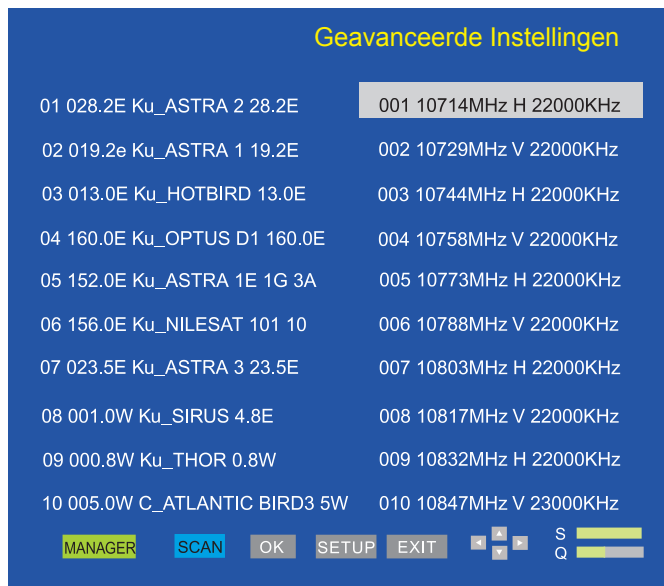 Geavanceerde Instellingen
01 028.2E Ku_ASTRA 2 28.2E 001 10714MHz H 22000KHz
02 019.2e Ku_ASTRA 1 19.2E 002 10729MHz V 22000KHz
03 013.0E Ku_HOTBIRD 13.0E 003 10744MHz H 22000KHz
04 160.0E Ku_OPTUS D1 160.0E 004 10758MHz V 22000KHz
05 152.0E Ku_ASTRA 1E 1G 3A 005 10773MHz H 22000KHz
06 156.0E Ku_NILESAT 101 10 006 10788MHz V 22000KHz
07 023.5E Ku_ASTRA 3 23.5E 007 10803MHz H 22000KHz
08 001.0W Ku_SIRUS 4.8E 008 10817MHz V 22000KHz
09 000.8W Ku_THOR 0.8W 009 10832MHz H 22000KHz
10 005.0W C_ATLANTIC BIRD3 5W 010 10847MHz V 23000KHz
MANAGER SCAN OK SETUP EXIT S
Q